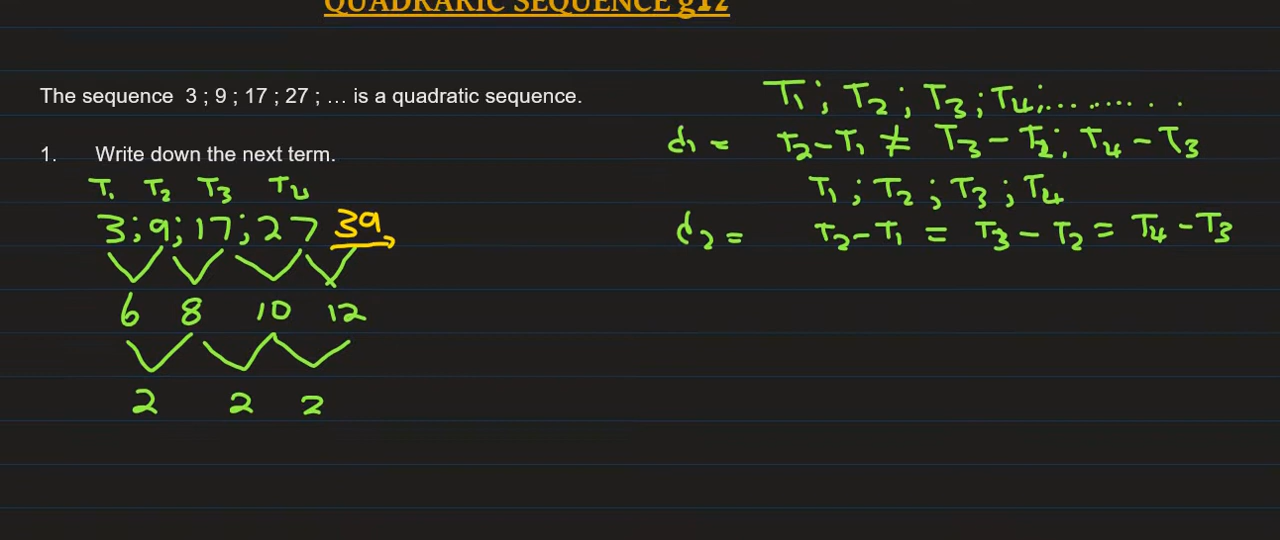 QUADRARIC SEQUENCE g12
The sequence 3 ; 9 ; 17 ; 27 ; … is a quadratic sequence.
1. Write down the next term.
T1 T2 T3 T4
3; 9; 17; 27 39
6 8 10 12
2 2 2
T1; T2; T3; T4;........
d1 = T2-T1 ≠ T3-T2; T4-T3
T1; T2; T3; T4
d2 = T2-T1 = T3-T2 = T4-T3